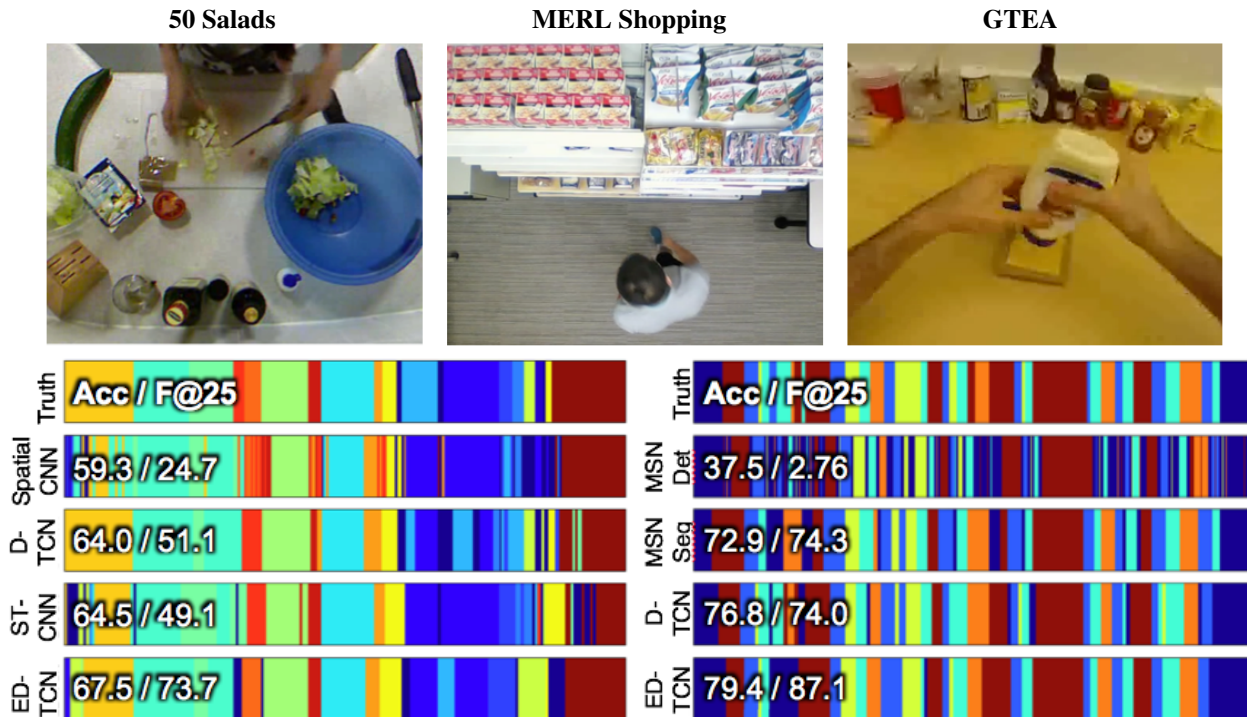 50 Salads
MERL Shopping
GTEA
Truth
Acc / F@25
Spatial
CNN
59.3 / 24.7
D-
TCN
64.0 / 51.1
ST-
CNN
64.5 / 49.1
ED-
TCN
67.5 / 73.7
Truth
Acc / F@25
MSN
Det
37.5 / 2.76
MSN
Seg
72.9 / 74.3
D-
TCN
76.8 / 74.0
ED-
TCN
79.4 / 87.1